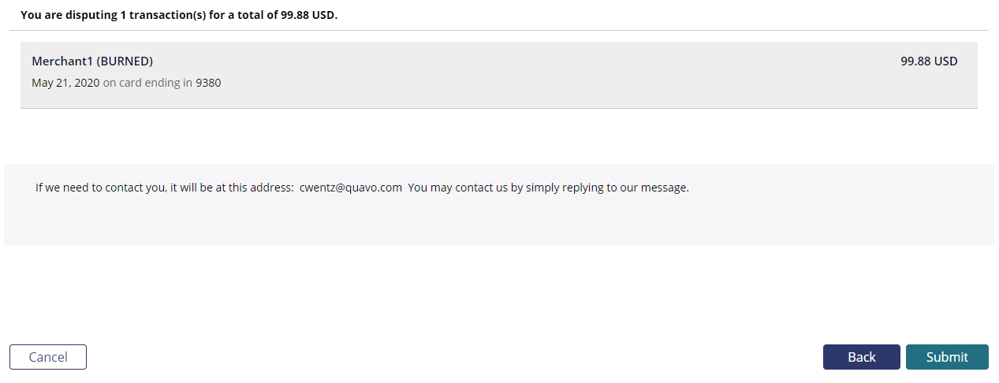 You are disputing 1 transaction(s) for a total of 99.88 USD.
Merchant1 (BURNED) 99.88 USD
May 21, 2020 on card ending in 9380
If we need to contact you, it will be at this address: cwentz@quavo.com You may contact us by simply replying to our message.
Cancel Back Submit